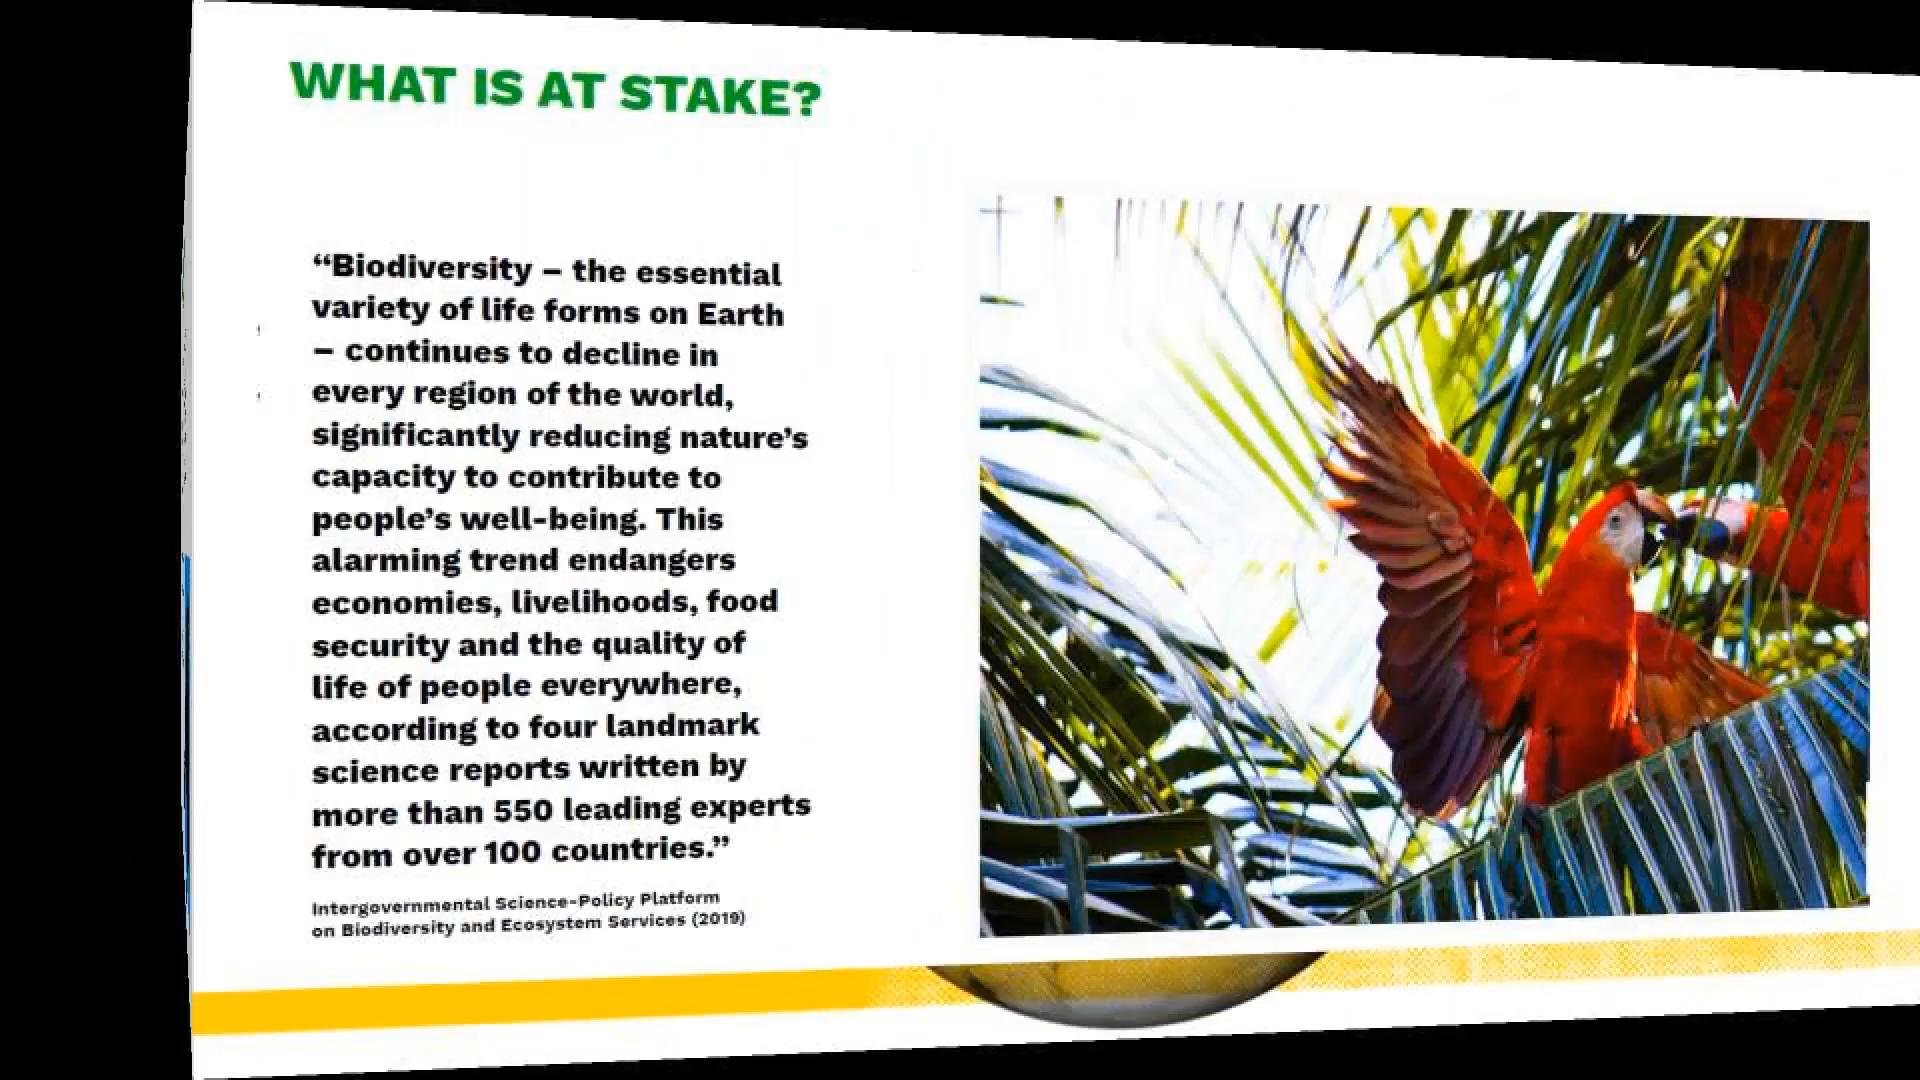 WHAT IS AT STAKE?
“Biodiversity – the essential
variety of life forms on Earth
– continues to decline in
every region of the world,
significantly reducing nature’s
capacity to contribute to
people’s well-being. This
alarming trend endangers
economies, livelihoods, food
security and the quality of
life of people everywhere,
according to four landmark
science reports written by
more than 550 leading experts
from over 100 countries.”
Intergovernmental Science-Policy Platform
on Biodiversity and Ecosystem Services (2019)